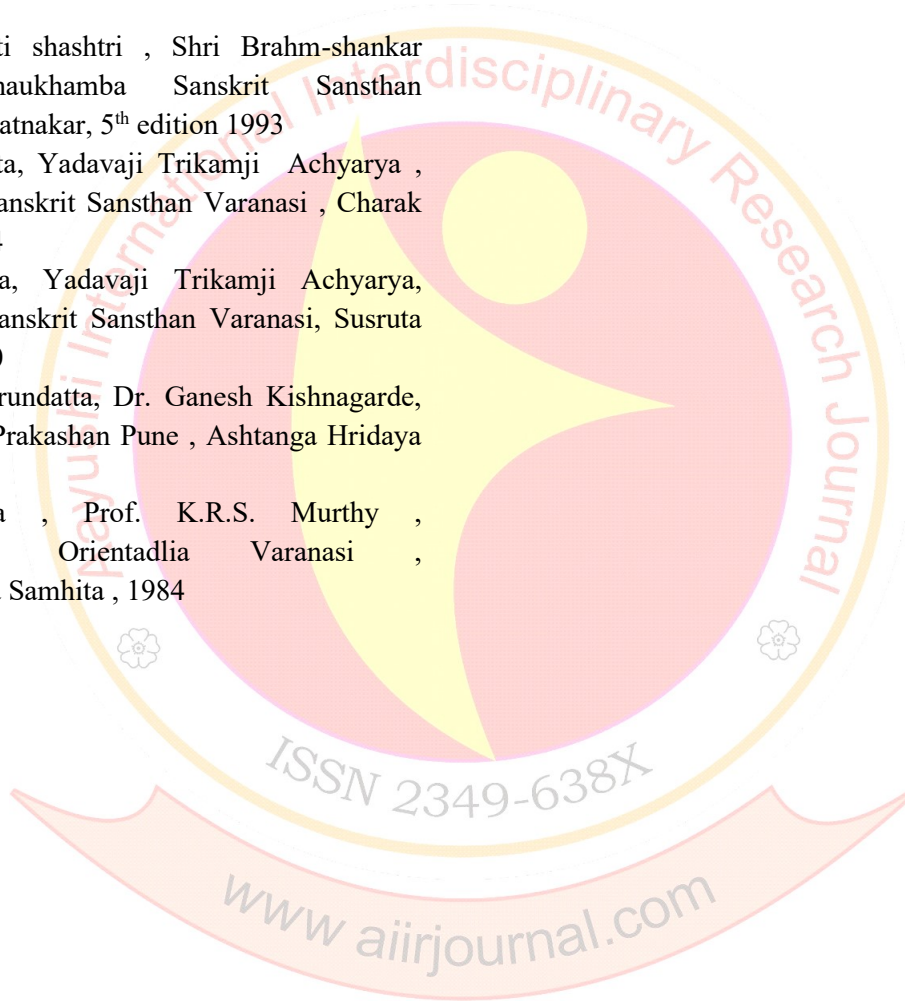 ti shashtri , Shri Brahm-shankar
haukhamba Sanskrit Sansthan
atnakar, 5th edition 1993
ta, Yadavaji Trikamji Achyarya ,
anskrit Sansthan Varanasi , Charak
4
a, Yadavaji Trikamji Achyarya,
anskrit Sansthan Varanasi, Susruta
0
rundatta, Dr. Ganesh Kishnagarde,
Prakashan Pune , Ashtanga Hridaya
a , Prof. K.R.S. Murthy ,
Orientadlia Varanasi ,
a Samhita , 1984
Aayushi International Interdisciplinary Research Journal
ISSN 2349-638X
www aiirjournal.com